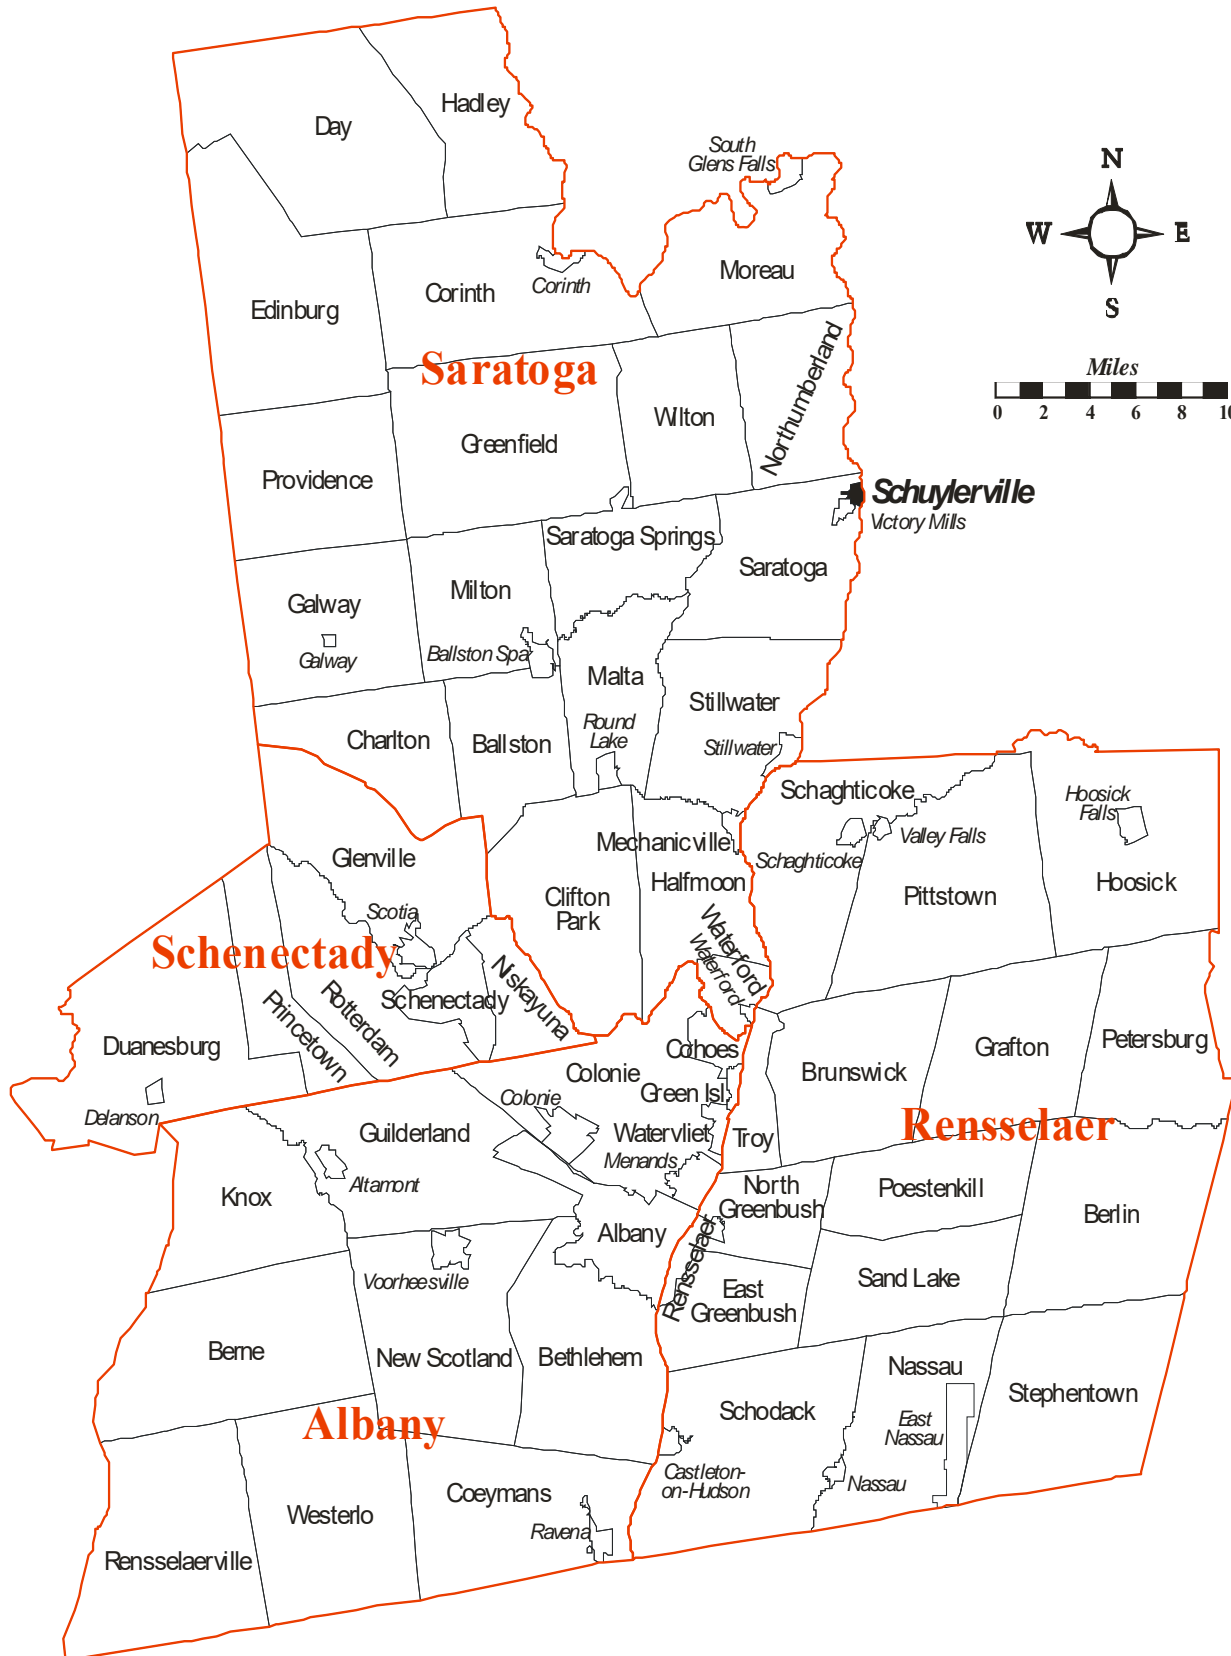 Hadley
Day
South
Glens Falls
N
W
E
S
Moreau
Corinth
Corinth
Edinburg
Saratoga
Northumberland
Miles
0 2 4 6 8 10
Wilton
Greenfield
Providence
Schuylerville
Victory Mills
Saratoga Springs
Saratoga
Milton
Galway
Galway
Ballston Spa
Malta
Stillwater
Round
Lake
Stillwater
Charlton
Ballston
Schaghticoke
Hoosick
Falls
Mechanicville
Valley Falls
Schaghticoke
Glenville
Halfmoon
Clifton
Park
Pittstown
Hoosick
Scotia
Schenectady
Waterford
Waterford
Niskayuna
Schenectady
Rotterdam
Princetown
Duanesburg
Delanson
Cohoes
Colonie
Green Isl.
Colonie
Watervliet
Menands
Brunswick
Grafton
Petersburg
Rensselaer
Troy
Guilderland
Altamont
Knox
North
Greenbush
Poestenkill
Berlin
Albany
Rensselaer
Voorheesville
East
Greenbush
Sand Lake
Berne
New Scotland
Bethlehem
Nassau
Stephentown
Albany
Schodack
East
Nassau
Castleton-
on-Hudson
Nassau
Coeymans
Westerlo
Ravena
Rensselaerville